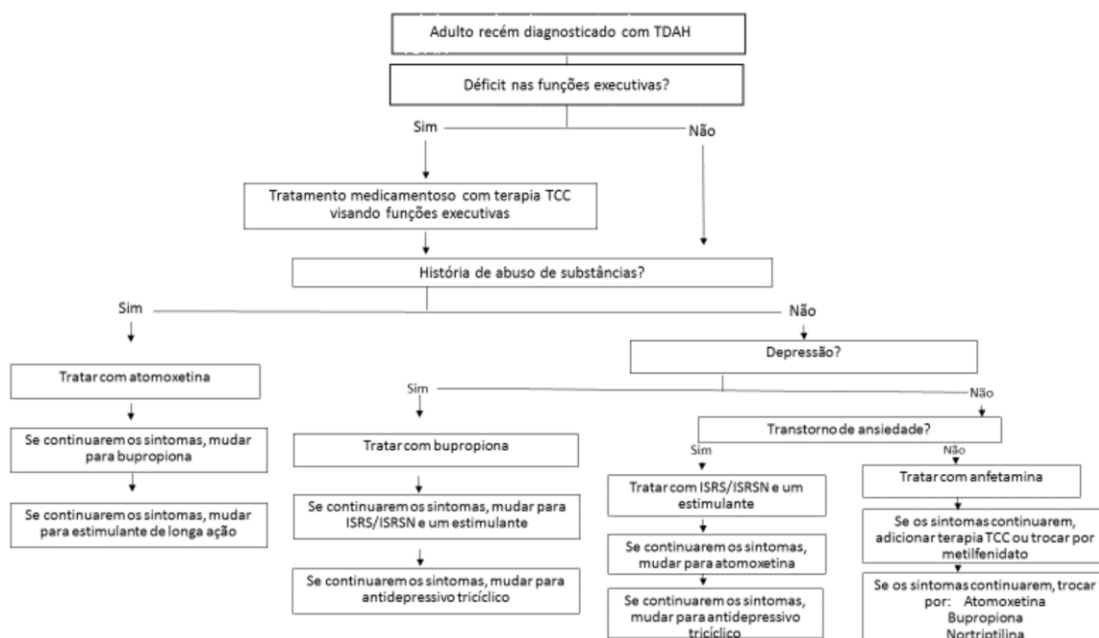 Adulto recém diagnosticado com TDAH
Déficit nas funções executivas?
Sim
Não
Tratamento medicamentoso com terapia TCC
visando funções executivas
História de abuso de substâncias?
Sim
Não
Depressão?
Tratar com atomoxetina
Sim
Não
Se continuarem os sintomas, mudar
para bupropiona
Tratar com bupropiona
Transtorno de ansiedade?
Sim
Não
Tratar com ISRS/ISRSN e um
estimulante
Tratar com anfetamina
Se continuarem os sintomas, mudar
para estimulante de longa ação
Se continuarem os sintomas, mudar para
ISRS/ISRSN e um estimulante
Se continuarem os sintomas,
mudar para atomoxetina
Se os sintomas continuarem,
adicionar terapia TCC ou trocar por
metilfenidato
Se continuarem os sintomas, mudar para
antidepressivo tricíclico
Se continuarem os sintomas,
mudar para antidepressivo
tricíclico
Se os sintomas continuarem, trocar
por: Atomoxetina
Bupropiona
Nortriptilina